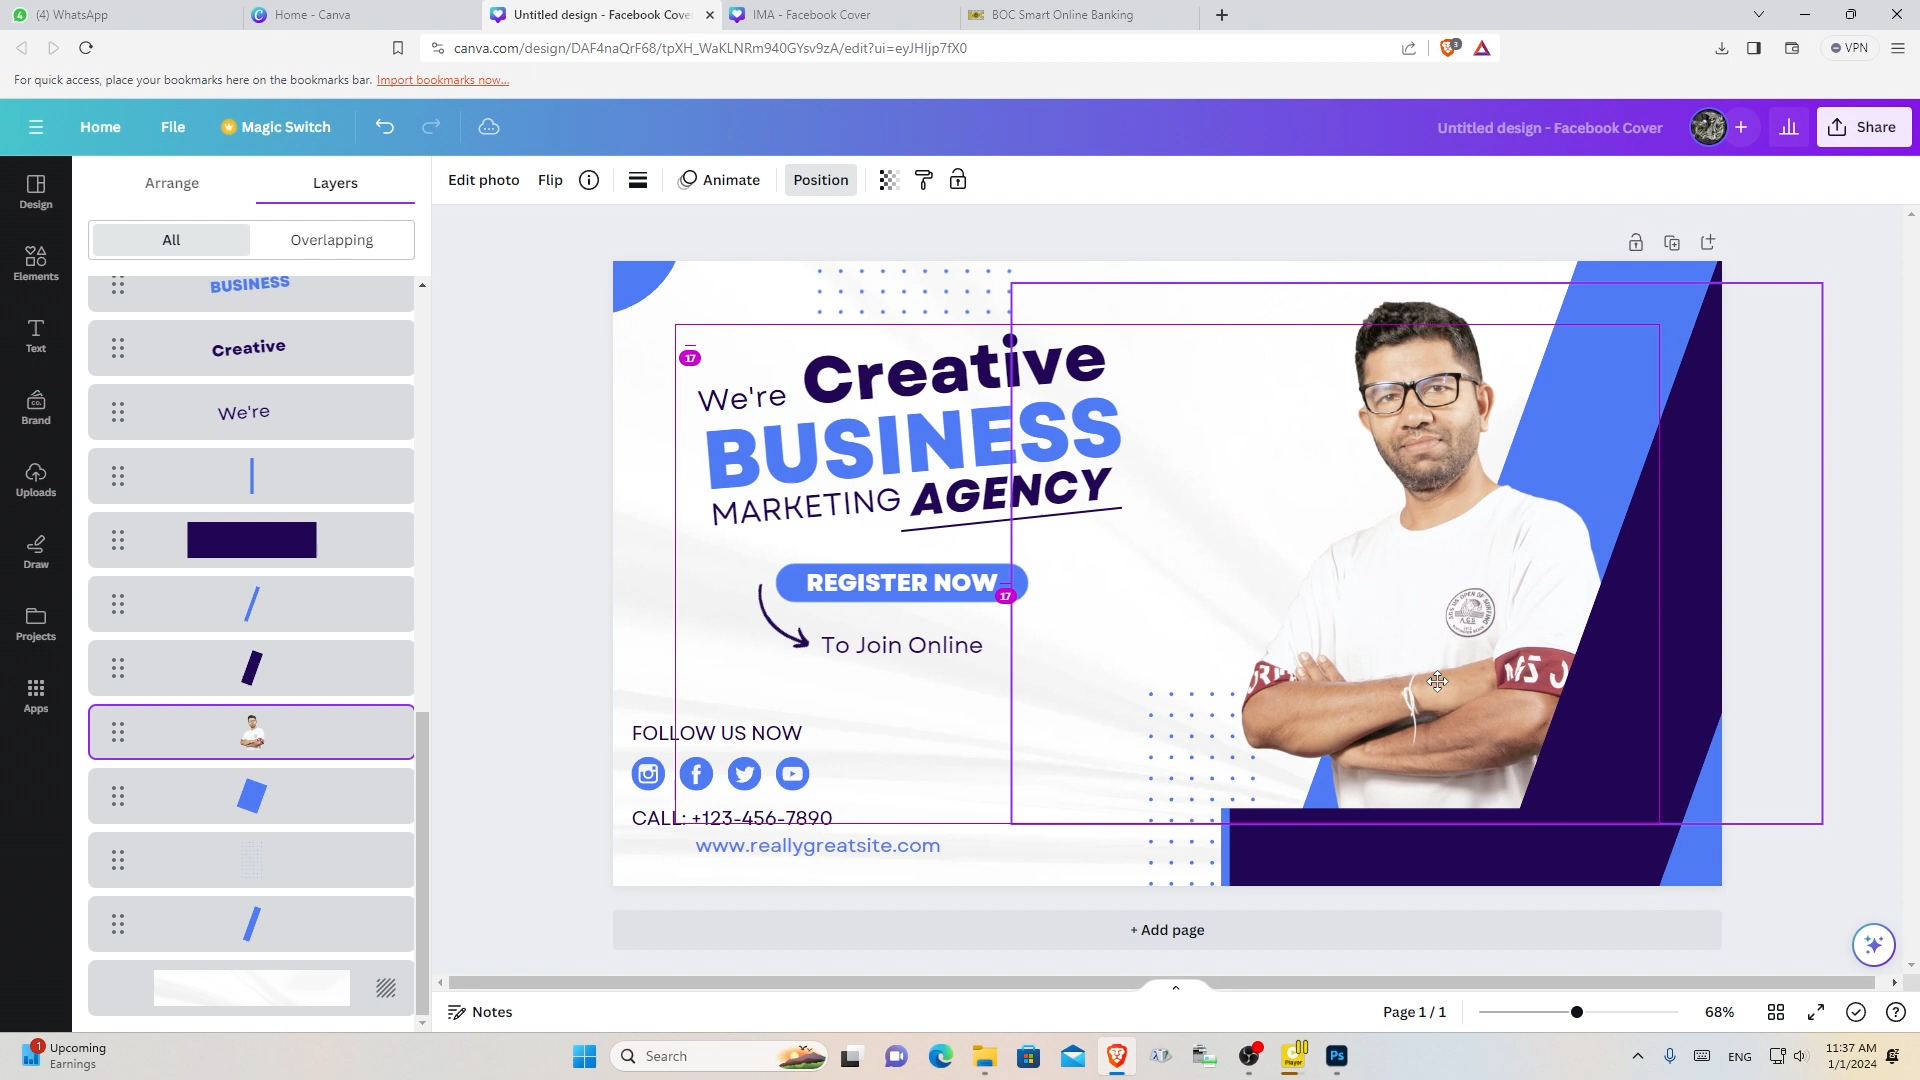 (4) WhatsApp
Home - Canva
Untitled design - Facebook Cove
IMA - Facebook Cover
BOC Smart Online Banking
canva.com/design/DAF4naQrF68/tpXH_WaKLNRm940GYsv9zA/edit?ui=eyJHIjp7fX0
3
VPN
For quick access, place your bookmarks here on the bookmarks bar. Import bookmarks now...
Home
File
Magic Switch
Untitled design - Facebook Cover
Share
Arrange
Layers
Edit photo
Flip
Animate
Position
Design
Elements
Text
Brand
Uploads
Draw
Projects
Apps
All
Overlapping
BUSINESS
Creative
We're
17
We're Creative
BUSINESS
MARKETING AGENCY
REGISTER NOW
17
To Join Online
FOLLOW US NOW
CALL: +123-456-7890
www.reallygreatsite.com
+ Add page
Notes
Page 1 / 1
68%
1
Upcoming
Earnings
Search
Ps
ENG
11:37 AM
1/1/2024